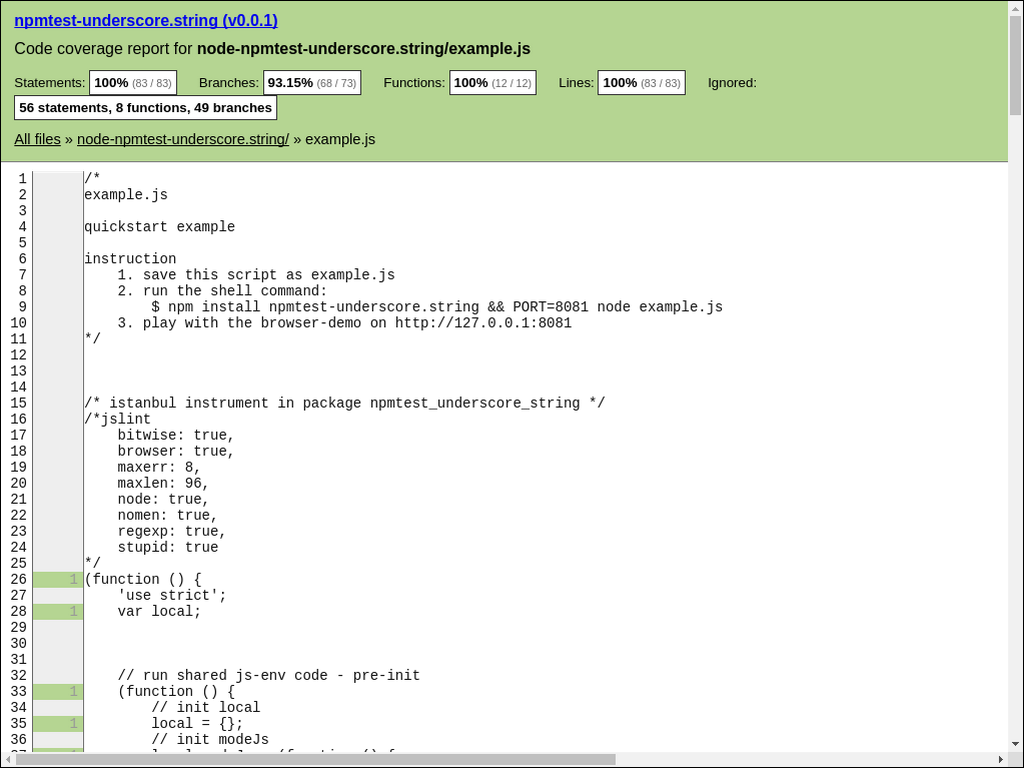 npmtest-underscore.string (v0.0.1)
Code coverage report for node-npmtest-underscore.string/example.js
Statements: 100% (83 / 83) Branches: 93.15% (68 / 73) Functions: 100% (12 / 12) Lines: 100% (83 / 83) Ignored:
56 statements, 8 functions, 49 branches
All files » node-npmtest-underscore.string/ » example.js
1 /*
2 example.js
3
4 quickstart example
5
6 instruction
7     1. save this script as example.js
8     2. run the shell command:
9         $ npm install npmtest-underscore.string && PORT=8081 node example.js
10     3. play with the browser-demo on http://127.0.0.1:8081
11 */
12
13
14
15 /* istanbul instrument in package npmtest_underscore_string */
16 /*jslint
17     bitwise: true,
18     browser: true,
19     maxerr: 8,
20     maxlen: 96,
21     node: true,
22     nomen: true,
23     regexp: true,
24     stupid: true
25 */
26 1 (function () {
27     'use strict';
28 1     var local;
29
30
31
32     // run shared js-env code - pre-init
33 1     (function () {
34         // init local
35 1         local = {};
36         // init modeJs